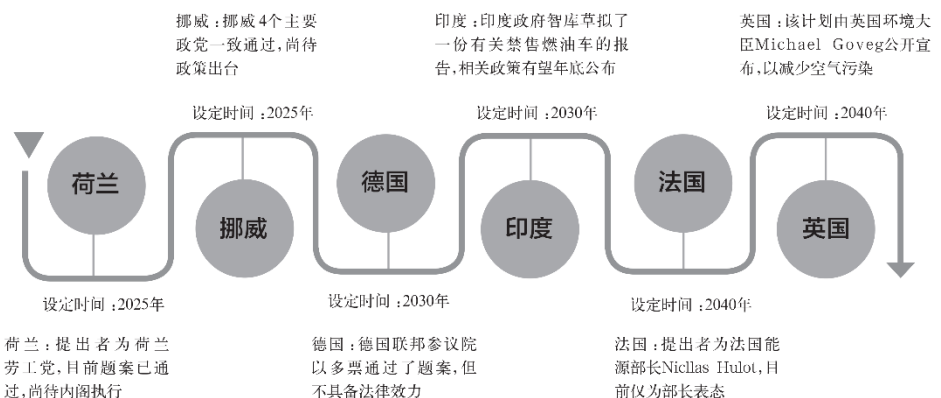 挪威：挪威4个主要
政党一致通过，尚待
政策出台
印度：印度政府智库草拟了
一份有关禁售燃油车的报
告，相关政策有望年底公布
英国：该计划由英国环境大
臣Michael Goveg公开宣
布，以减少空气污染
设定时间：2025年
设定时间：2030年
设定时间：2040年
荷兰
挪威
德国
印度
法国
英国
设定时间：2025年
设定时间：2030年
设定时间：2040年
荷兰：提出者为荷兰
劳工党，目前题案已通
过，尚待内阁执行
德国：德国联邦参议院
以多票通过了题案，但
不具备法律效力
法国：提出者为法国能
源部长Nicllas Hulot，目
前仅为部长表态